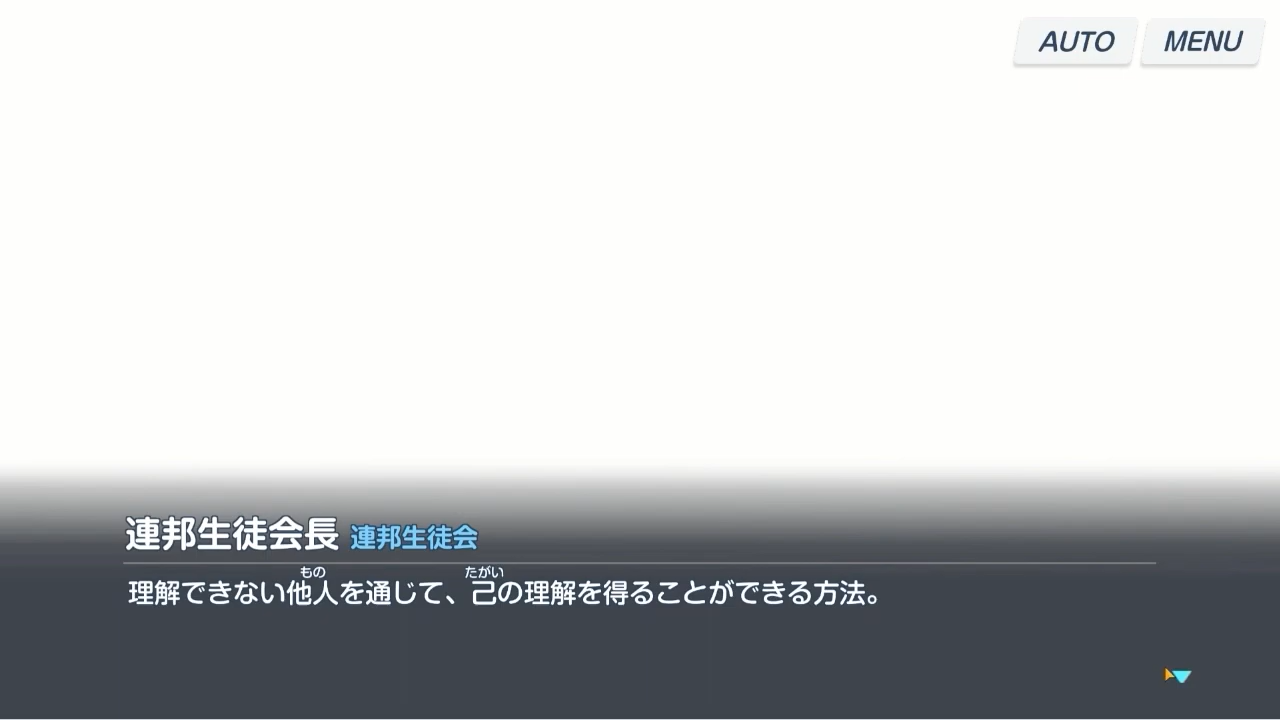 AUTO MENU
連邦生徒会長 連邦生徒会
もの たがい
理解できない他人を通じて、己の理解を得ることができる方法。